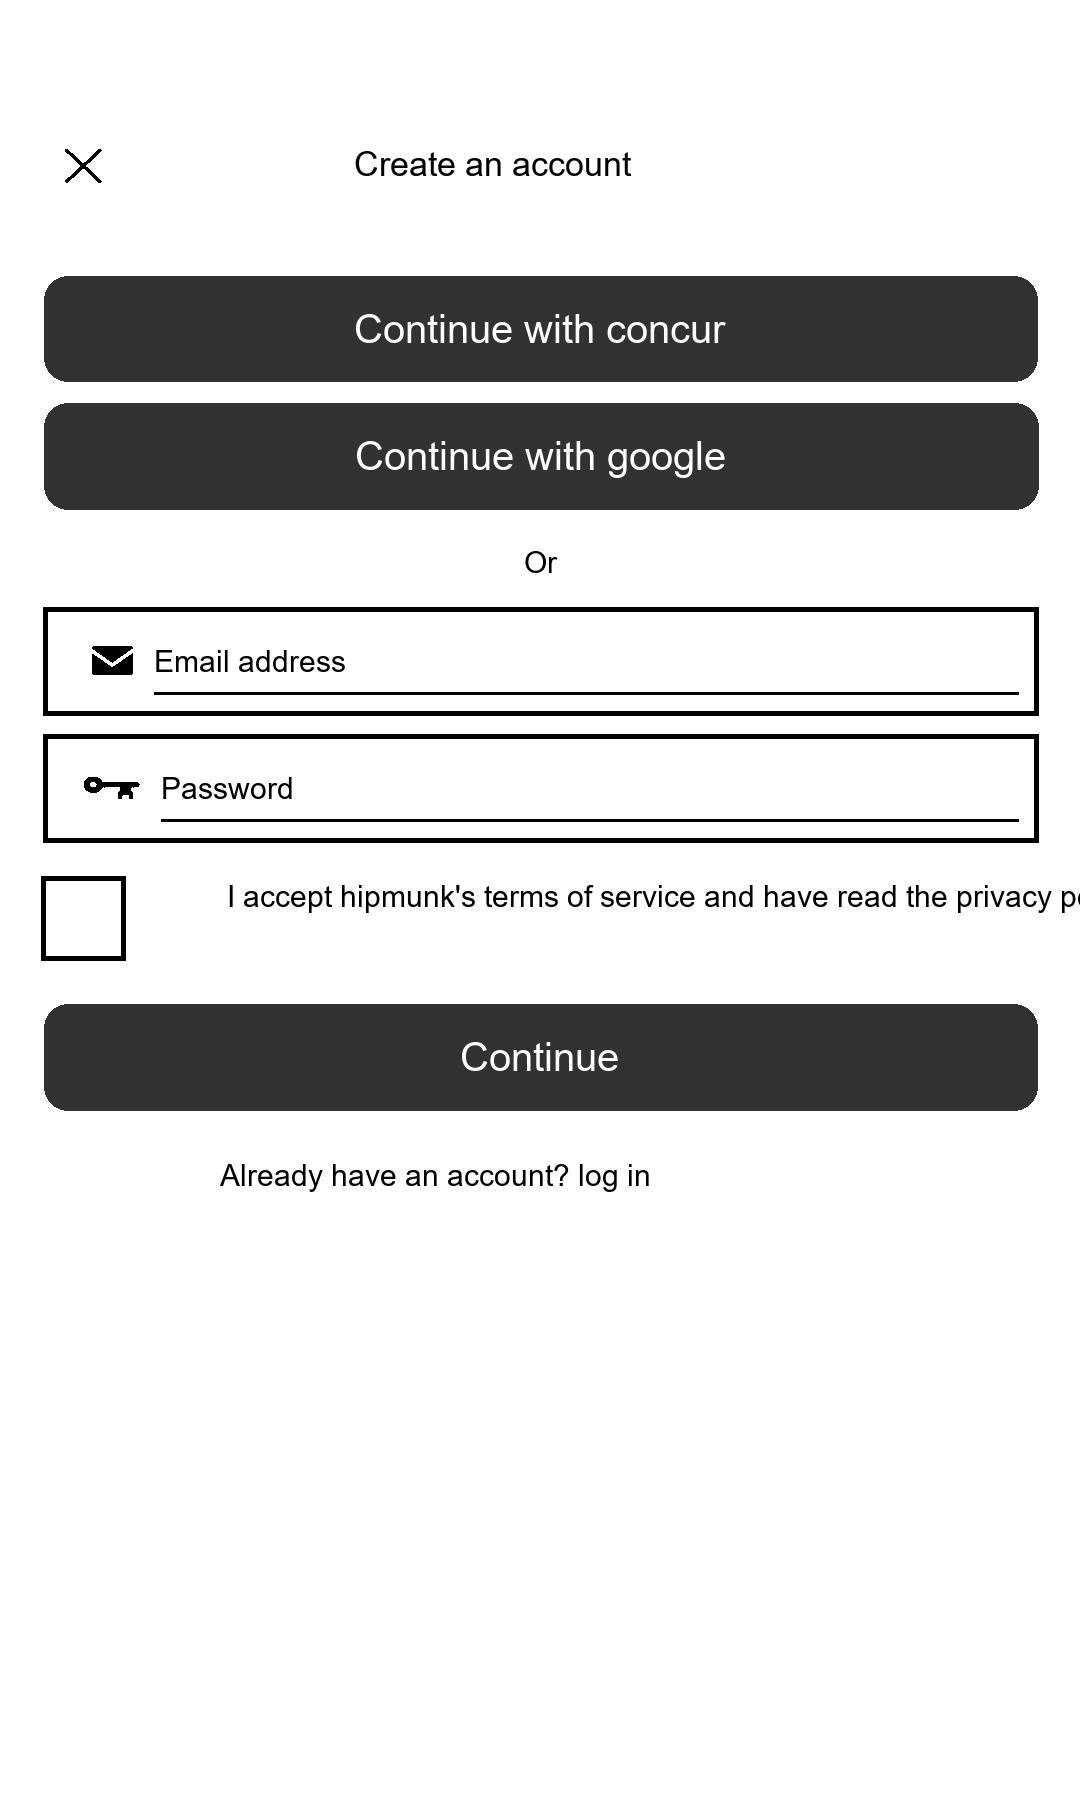 Create an account
Continue with concur
Continue with google
Or
Email address
Password
I accept hipmunk's terms of service and have read the privacy
Continue
Already have an account? log in